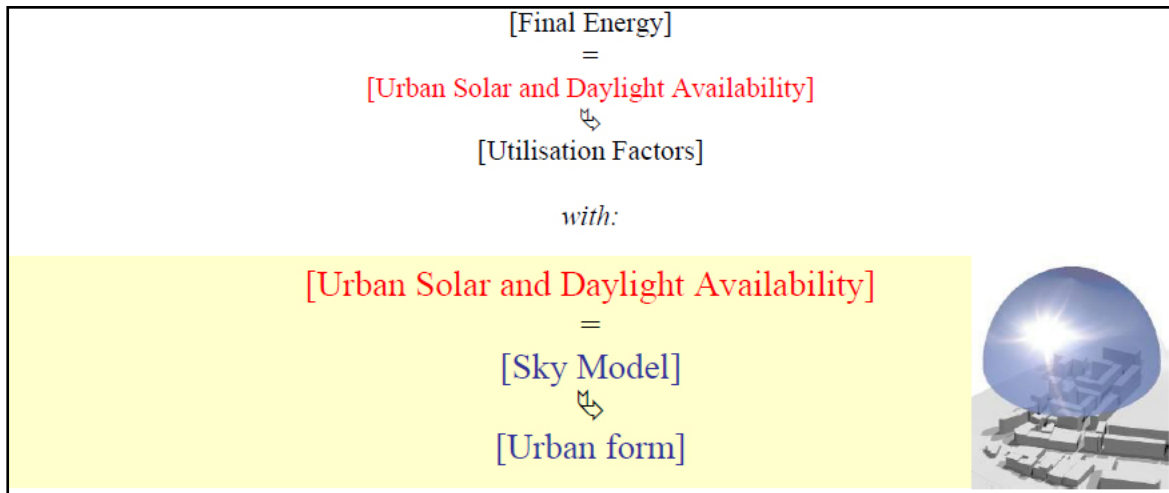 [Final Energy]
=
[Urban Solar and Daylight Availability]
⮱
[Utilisation Factors]
with:
[Urban Solar and Daylight Availability]
=
[Sky Model]
⮱
[Urban form]